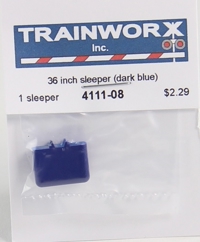 TRAINWORX
Inc.
36 inch sleeper (dark blue)
1 sleeper 4111-08 $2.29